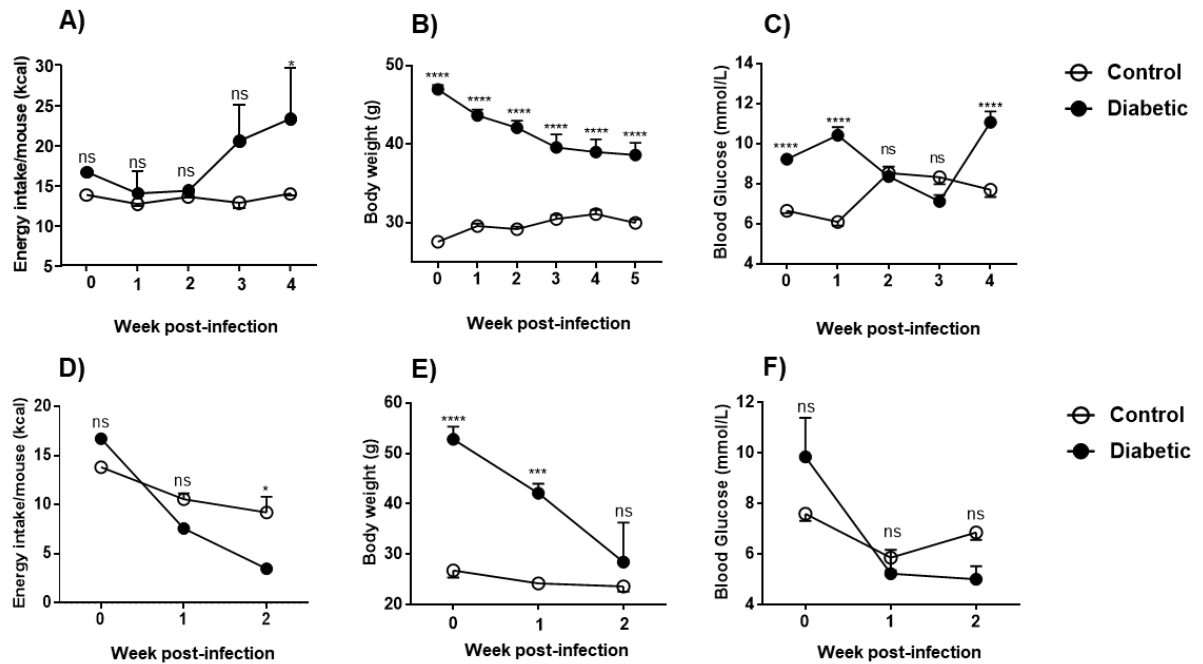 A)
Energy intake/mouse (kcal)
30
25
20
15
10
5
ns
ns
ns
ns
*
0 1 2 3 4
Week post-infection
B)
Body weight (g)
50
40
30
****
****
****
****
****
****
0 1 2 3 4 5
Week post-infection
C)
Blood Glucose (mmol/L)
14
12
10
8
6
4
****
****
ns
ns
****
0 1 2 3 4
Week post-infection
Control
Diabetic
D)
Energy intake/mouse (kcal)
20
15
10
5
0
ns
ns
*
0 1 2
Week post-infection
E)
Body weight (g)
60
50
40
30
20
****
***
ns
0 1 2
Week post-infection
F)
Blood Glucose (mmol/L)
12
10
8
6
4
ns
ns
ns
0 1 2
Week post-infection
Control
Diabetic